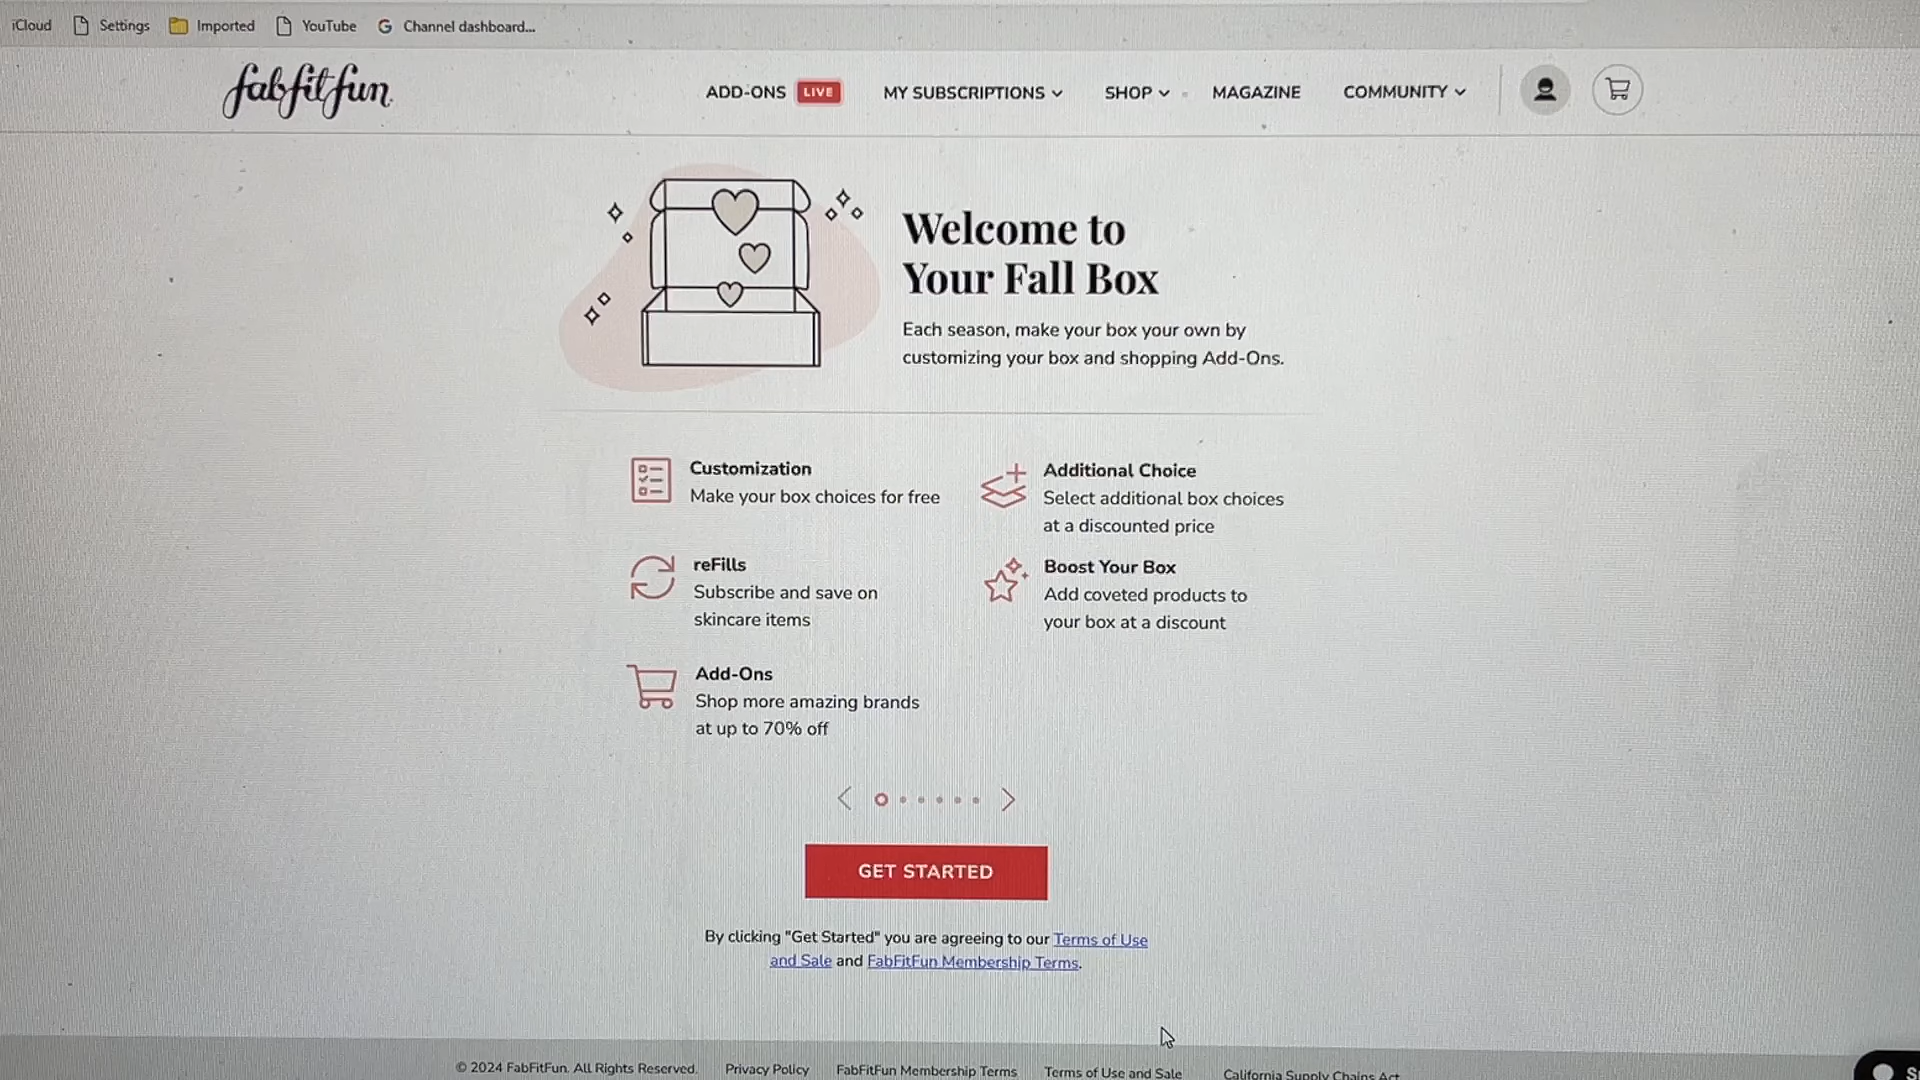 iCloud Settings Imported YouTube Channel dashboard...
fabfitfun ADD-ONS LIVE MY SUBSCRIPTIONS SHOP MAGAZINE COMMUNITY
Welcome to
Your Fall Box
Each season, make your box your own by
customizing your box and shopping Add-Ons.
Customization
Make your box choices for free
Additional Choice
Select additional box choices
at a discounted price
reFills
Subscribe and save on
skincare items
Boost Your Box
Add coveted products to
your box at a discount
Add-Ons
Shop more amazing brands
at up to 70% off
GET STARTED
By clicking "Get Started" you are agreeing to our Terms of Use
and Sale and FabFitFun Membership Terms.
© 2024 FabFitFun. All Rights Reserved. Privacy Policy FabFitFun Membership Terms Terms of Use and Sale California Supply Chains Act